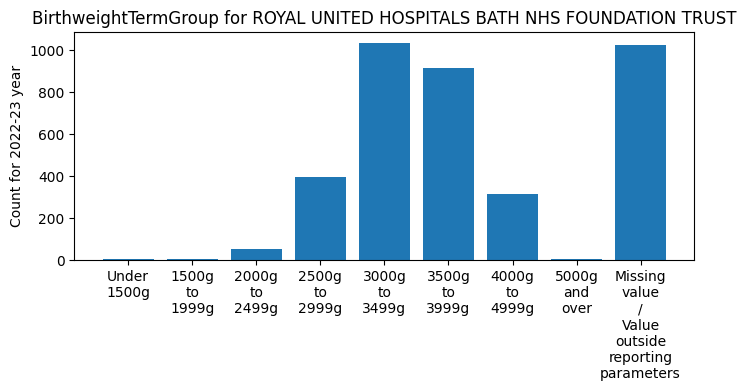 BirthweightTermGroup for ROYAL UNITED HOSPITALS BATH NHS FOUNDATION TRUST
Count for 2022-23 year
1000
800
600
400
200
0
Under
1500g
1500g
to
1999g
2000g
to
2499g
2500g
to
2999g
3000g
to
3499g
3500g
to
3999g
4000g
to
4999g
5000g
and
over
Missing
value
/
Value
outside
reporting
parameters